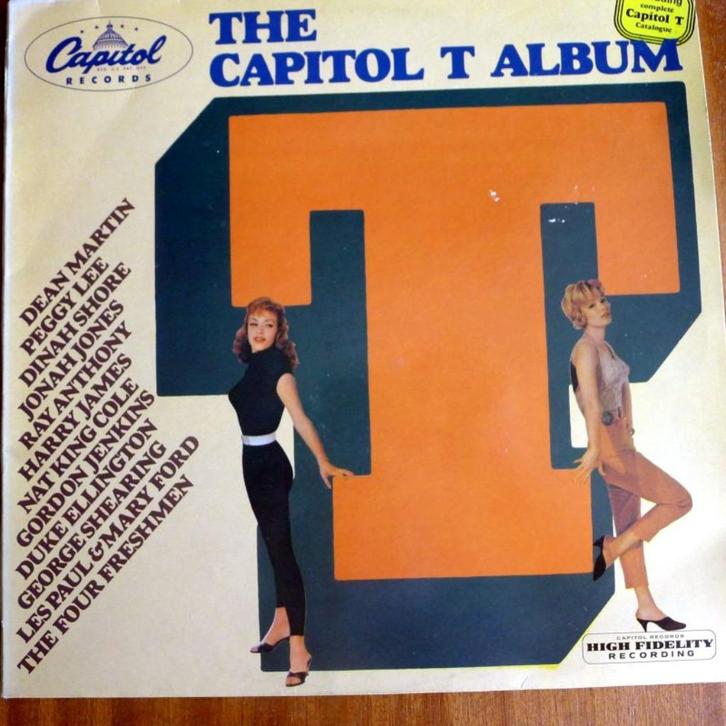 Capitol
RECORDS
THE
CAPITOL T ALBUM
complete
Capitol T
Catalogue
DEAN MARTIN
PEGGY LEE
DINAH SHORE
JONAH JONES
RAY ANTHONY
HARRY JAMES
NAT KING COLE
GORDON JENKINS
DUKE ELLINGTON
GEORGE SHEARING
LES PAUL & MARY FORD
THE FOUR FRESHMEN
T
CAPITOL RECORDS
HIGH FIDELITY
RECORDING